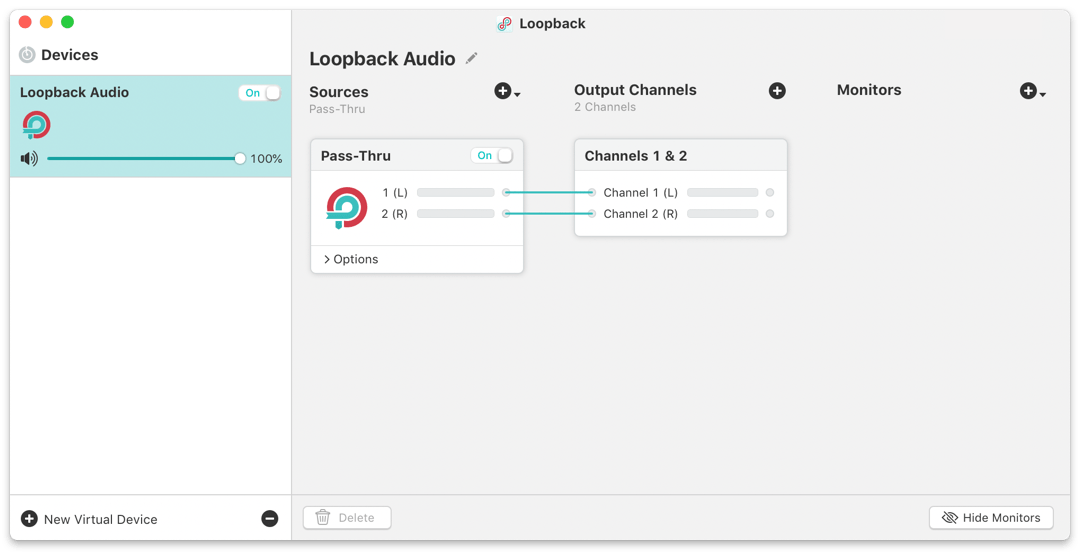 Loopback
Devices
Loopback Audio
On
100%
New Virtual Device
Loopback Audio
Sources
Pass-Thru
Output Channels
2 Channels
Monitors
Pass-Thru
On
1 (L)
2 (R)
Options
Channels 1 & 2
Channel 1 (L)
Channel 2 (R)
Delete
Hide Monitors